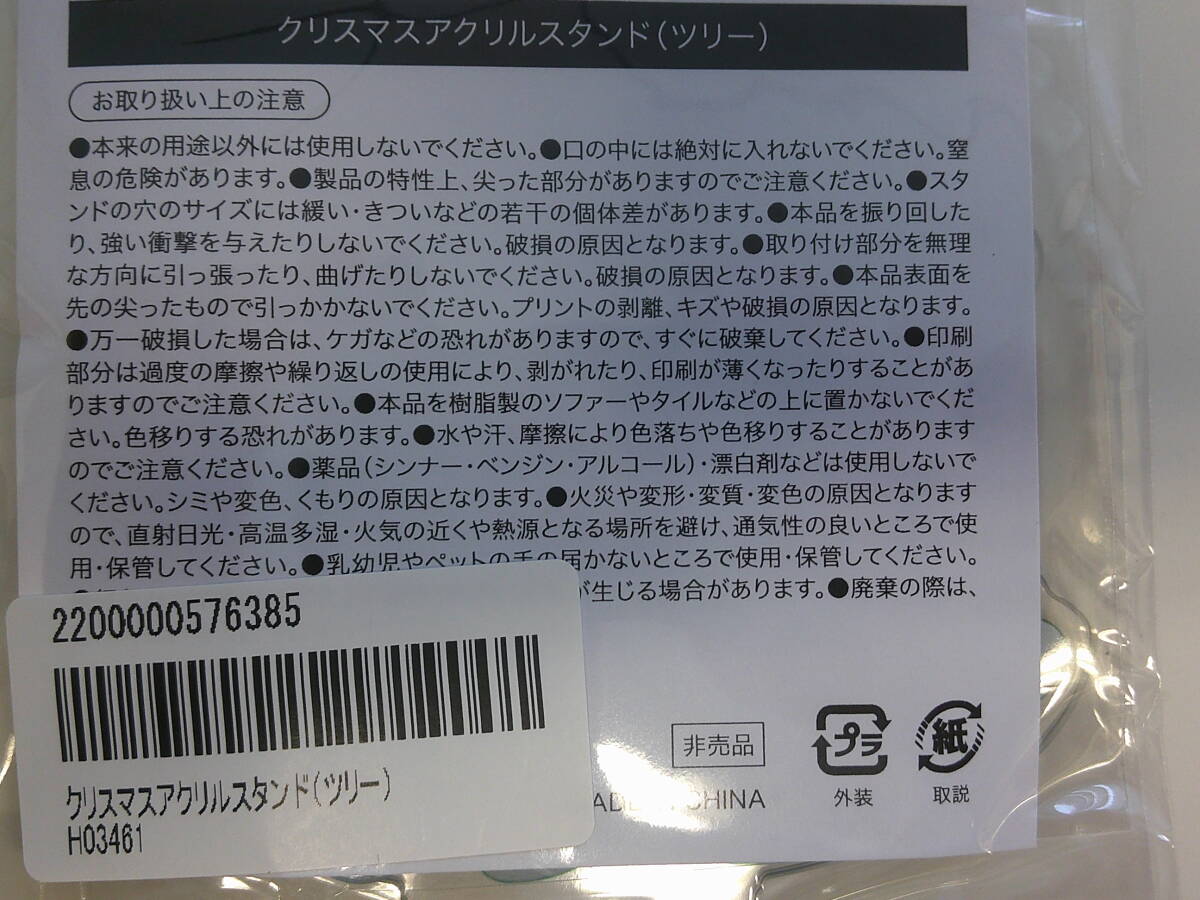 クリスマスアクリルスタンド(ツリー)
お取り扱い上の注意
●本来の用途以外には使用しないでください。●口の中には絶対に入れないでください。窒
息の危険があります。●製品の特性上、尖った部分がありますのでご注意ください。●スタ
ンドの穴のサイズには緩い・きついなどの若干の個体差があります。●本品を振り回した
り、強い衝撃を与えたりしないでください。破損の原因となります。●取り付け部分を無理
な方向に引っ張ったり、曲げたりしないでください。破損の原因となります。●本品表面を
先の尖ったもので引っかかないでください。プリントの剥離、キズや破損の原因となります。
●万一破損した場合は、ケガなどの恐れがありますので、すぐに破棄してください。●印刷
部分は過度の摩擦や繰り返しの使用により、剥がれたり、印刷が薄くなったりすることがあ
りますのでご注意ください。●本品を樹脂製のソファーやタイルなどの上に置かないでくだ
さい。色移りする恐れがあります。●水や汗、摩擦により色落ちや色移りすることがあります
のでご注意ください。●薬品(シンナー・ベンジン・アルコール)・漂白剤などは使用しないで
ください。シミや変色、くもりの原因となります。●火災や変形・変質・変色の原因となります
ので、直射日光・高温多湿・火気の近くや熱源となる場所を避け、通気性の良いところで使
用・保管してください。●乳幼児やペットの手の届かないところで使用・保管してください。
が生じる場合があります。●廃棄の際は、
2200000576385
クリスマスアクリルスタンド(ツリー)
H03461
非売品
プラ
外装
紙
取説
CHINA